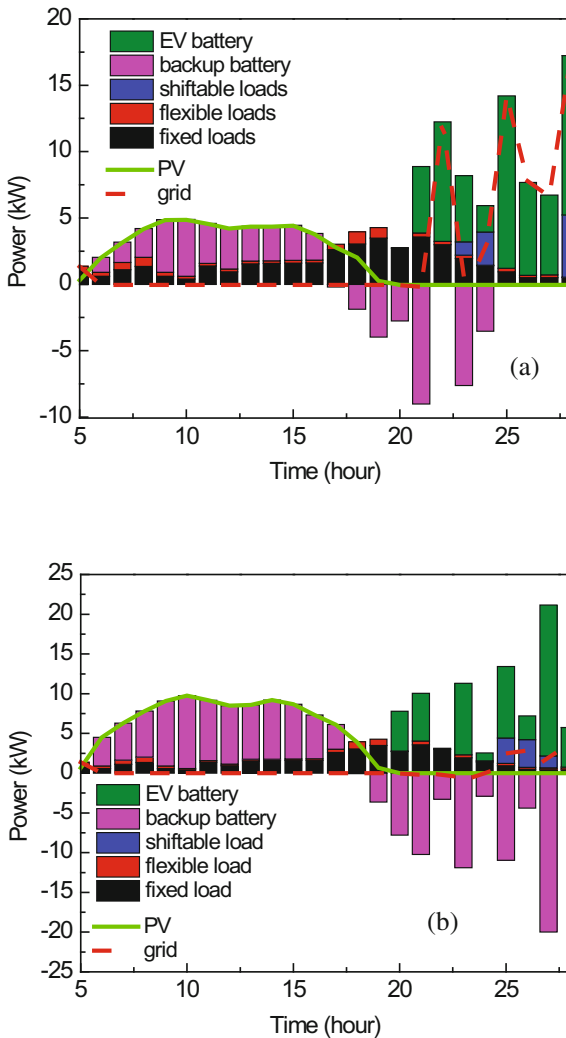 20
15
10
5
0
-5
-10
Power (kW)
EV battery
backup battery
shiftable loads
flexible loads
fixed loads
PV
grid
(a)
5 10 15 20 25
Time (hour)
25
20
15
10
5
0
-5
-10
-15
-20
-25
Power (kW)
EV battery
backup battery
shiftable load
flexible load
fixed load
PV
grid
(b)
5 10 15 20 25
Time (hour)